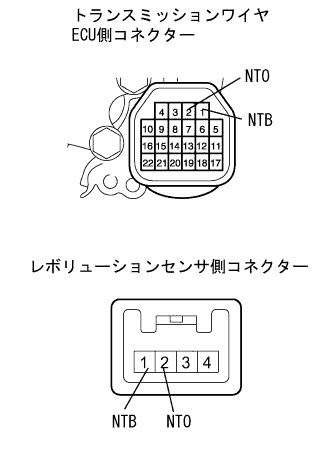 トランスミッションワイヤ
ECU側コネクター
NTO
NTB
4 3 2 1
10 9 8 7 6 5
16 15 14 13 12 11
22 21 20 19 18 17
レボリューションセンサ側コネクター
1 2 3 4
NTB NTO